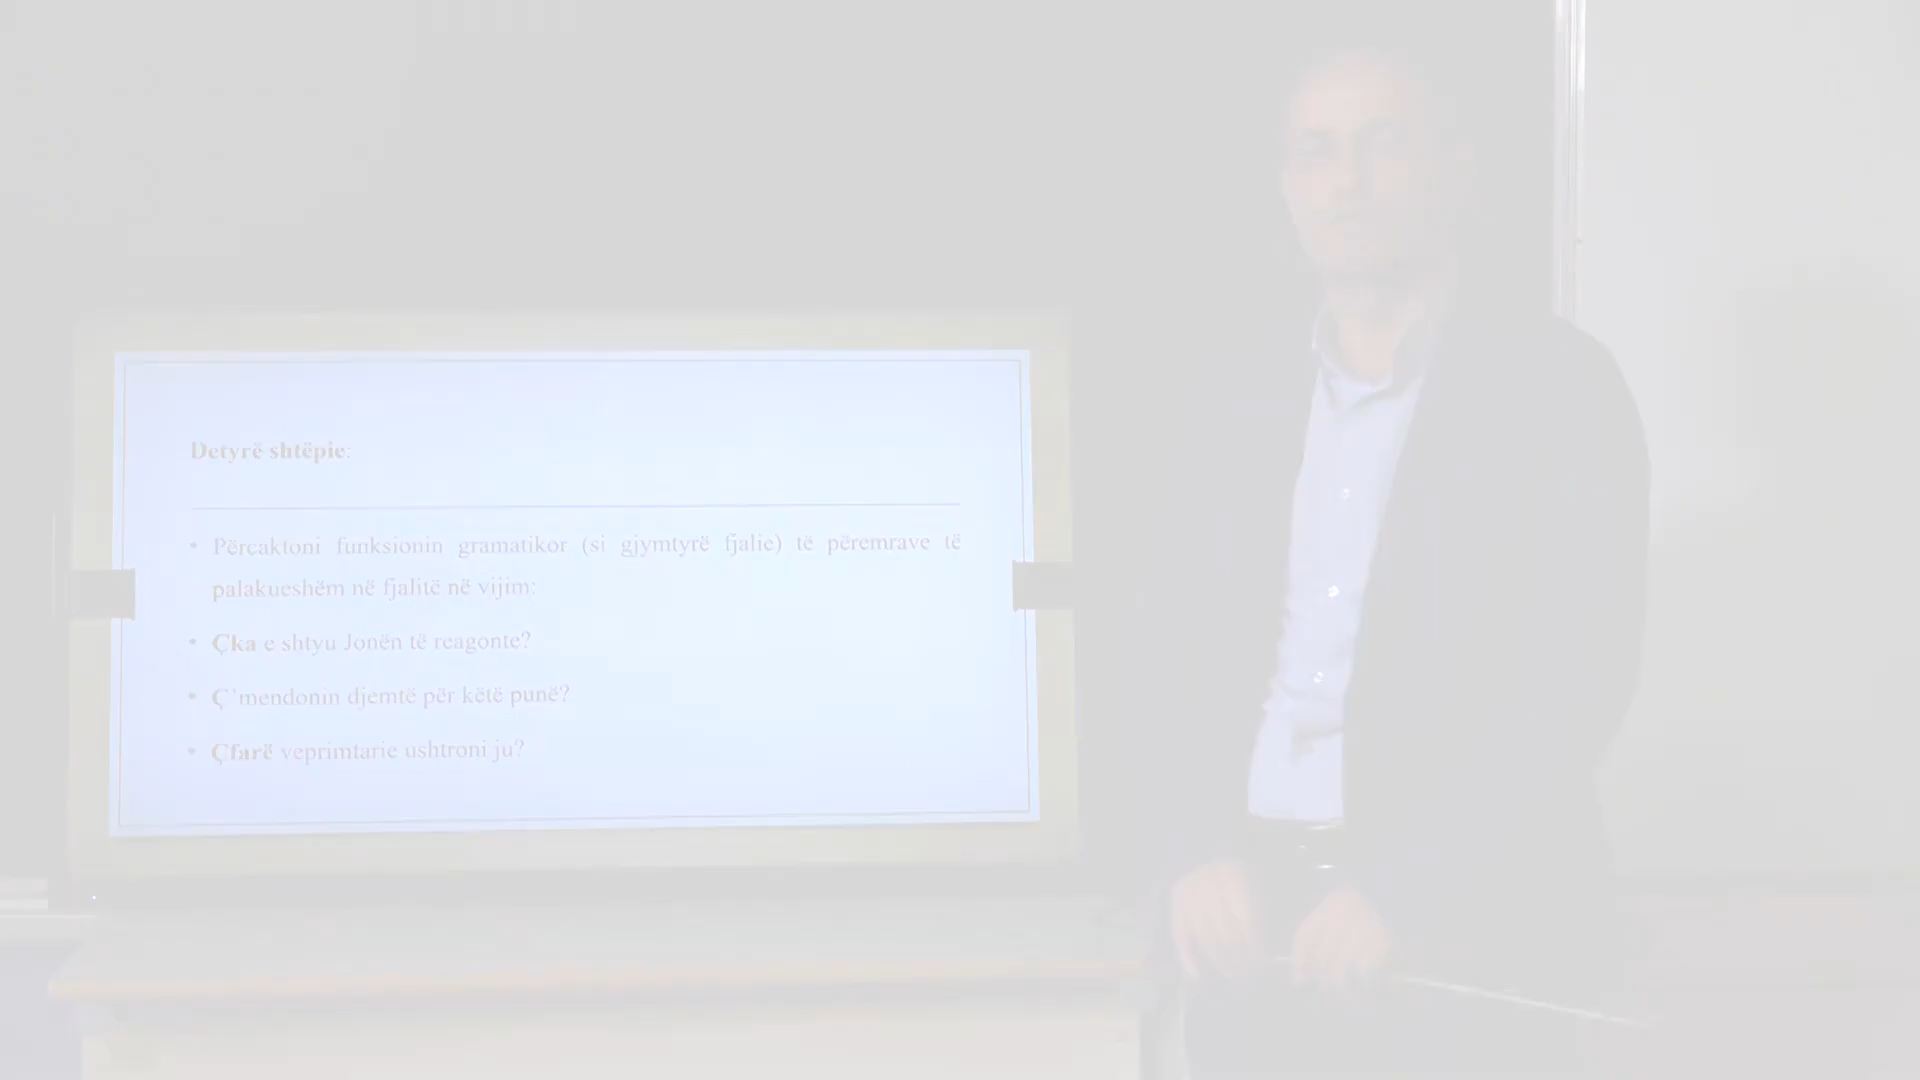 Detyrë shtëpie:
• Përcaktoni funksionin gramatikor (si gjymtyrë fjalie) të përemrave të
palakueshëm në fjalitë në vijim:
• Çka e shtyu Jonën të reagonte?
• Ç’mendonin djemtë për këtë punë?
• Çfarë veprimtarie ushtroni ju?